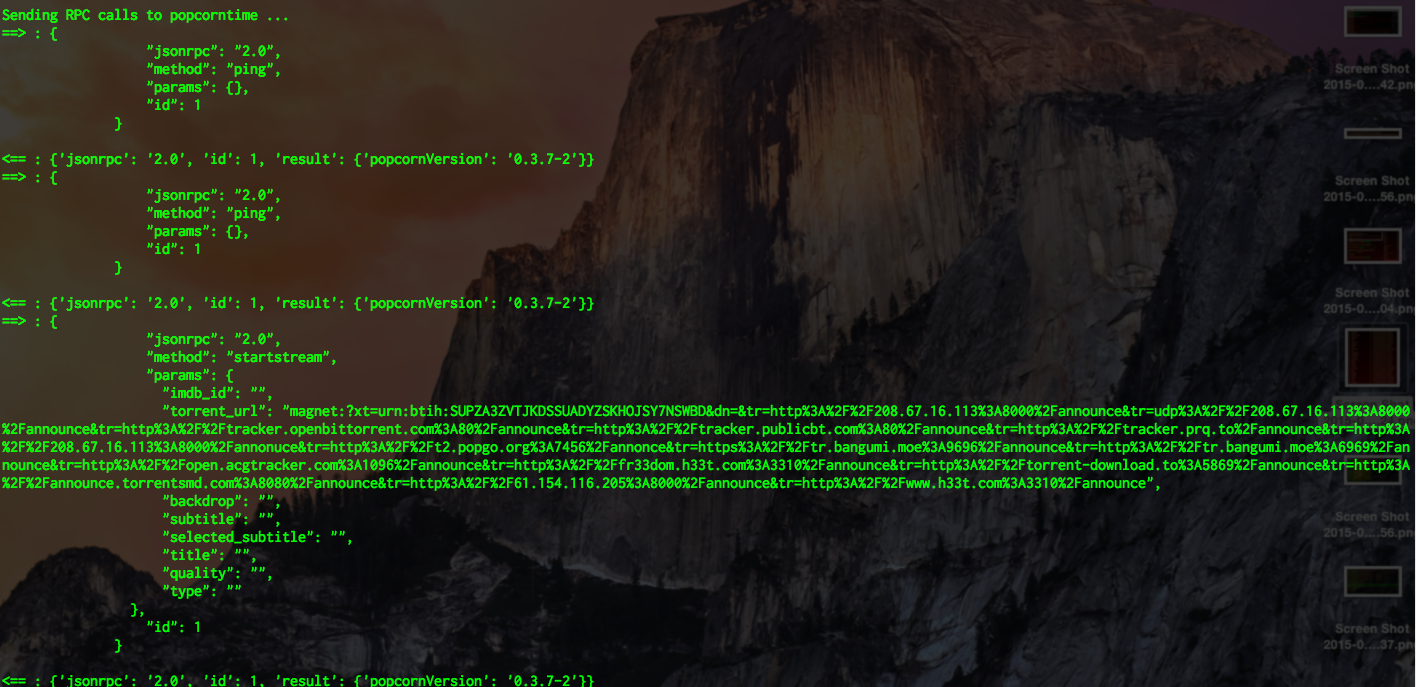 Sending RPC calls to popcorntime ...
==> : {
"jsonrpc": "2.0",
"method": "ping",
"params": {},
"id": 1
}
<== : {'jsonrpc': '2.0', 'id': 1, 'result': {'popcornVersion': '0.3.7-2'}}
==> : {
"jsonrpc": "2.0",
"method": "ping",
"params": {},
"id": 1
}
<== : {'jsonrpc': '2.0', 'id': 1, 'result': {'popcornVersion': '0.3.7-2'}}
==> : {
"jsonrpc": "2.0",
"method": "startstream",
"params": {
"imdb_id": "",
"torrent_url": "magnet:?xt=urn:btih:SUPZA3ZVTJKDSSUADYZSKHOJSY7NSWBD&dn=&tr=http%3A%2F%2F208.67.16.113%3A8000%2Fannounce&tr=udp%3A%2F%2F208.67.16.113%3A8000
%2Fannounce&tr=http%3A%2F%2Ftracker.openbittorrent.com%3A80%2Fannounce&tr=http%3A%2F%2Ftracker.publicbt.com%3A80%2Fannounce&tr=http%3A%2F%2Ftracker.prq.to%2Fannounce&tr=http%3A
%2F%2F208.67.16.113%3A8000%2Fannonuce&tr=http%3A%2F%2Ft2.popgo.org%3A7456%2Fannonce&tr=https%3A%2F%2Ftr.bangumi.moe%3A9696%2Fannounce&tr=http%3A%2F%2Ftr.bangumi.moe%3A6969%2Fan
nounce&tr=http%3A%2F%2Fopen.acgtracker.com%3A1096%2Fannounce&tr=http%3A%2F%2Ffr33dom.h33t.com%3A3310%2Fannounce&tr=http%3A%2F%2Ftorrent-download.to%3A5869%2Fannounce&tr=http%3A
%2F%2Fannounce.torrentsmd.com%3A8080%2Fannounce&tr=http%3A%2F%2F61.154.116.205%3A8000%2Fannounce&tr=http%3A%2F%2Fwww.h33t.com%3A3310%2Fannounce",
"backdrop": "",
"subtitle": "",
"selected_subtitle": "",
"title": "",
"quality": "",
"type": ""
},
"id": 1
}
<== : {'jsonrpc': '2.0', 'id': 1, 'result': {'popcornVersion': '0.3.7-2'}}
Screen Shot
2015-0....42.png
Screen Shot
2015-0....56.png
Screen Shot
2015-0....04.png
Screen Shot
2015-0....56.png
Screen Shot
2015-0....37.png